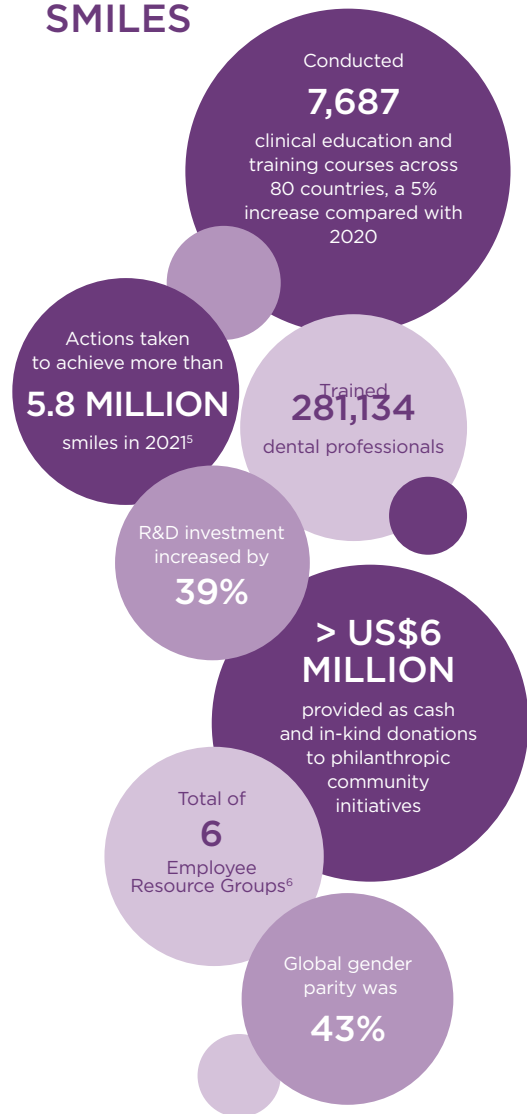 SMILES
Conducted
7,687
clinical education and
training courses across
80 countries, a 5%
increase compared with
2020
Actions taken
to achieve more than
5.8 MILLION
smiles in 2021⁵
Trained
281,134
dental professionals
R&D investment
increased by
39%
> US$6
MILLION
provided as cash
and in-kind donations
to philanthropic
community
initiatives
Total of
6
Employee
Resource Groups⁶
Global gender
parity was
43%